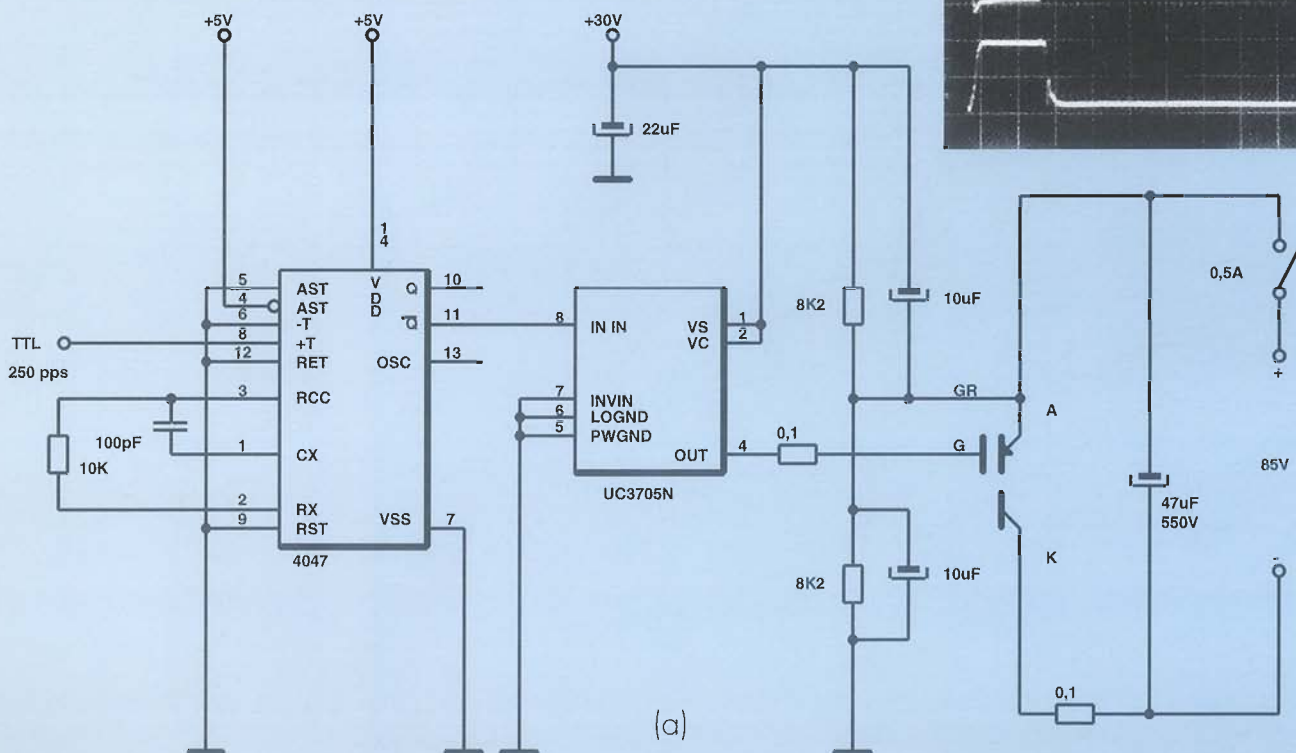 +5V
+5V
+30V
22uF
1
4
5 AST
4 AST
6 -T
8 +T
12 RET
3 RCC
1 CX
2 RX
9 RST
V
D
D
Q 10
Q 11
OSC 13
VSS 7
4047
TTL
250 pps
100pF
10K
8 IN IN
7 INVIN
6 LOGND
5 PWGND
VS 1
VC 2
OUT 4
UC3705N
0,1
8K2
10uF
GR
G
A
K
8K2
10uF
0,1
47uF
550V
0,5A
+
85V
-
(a)